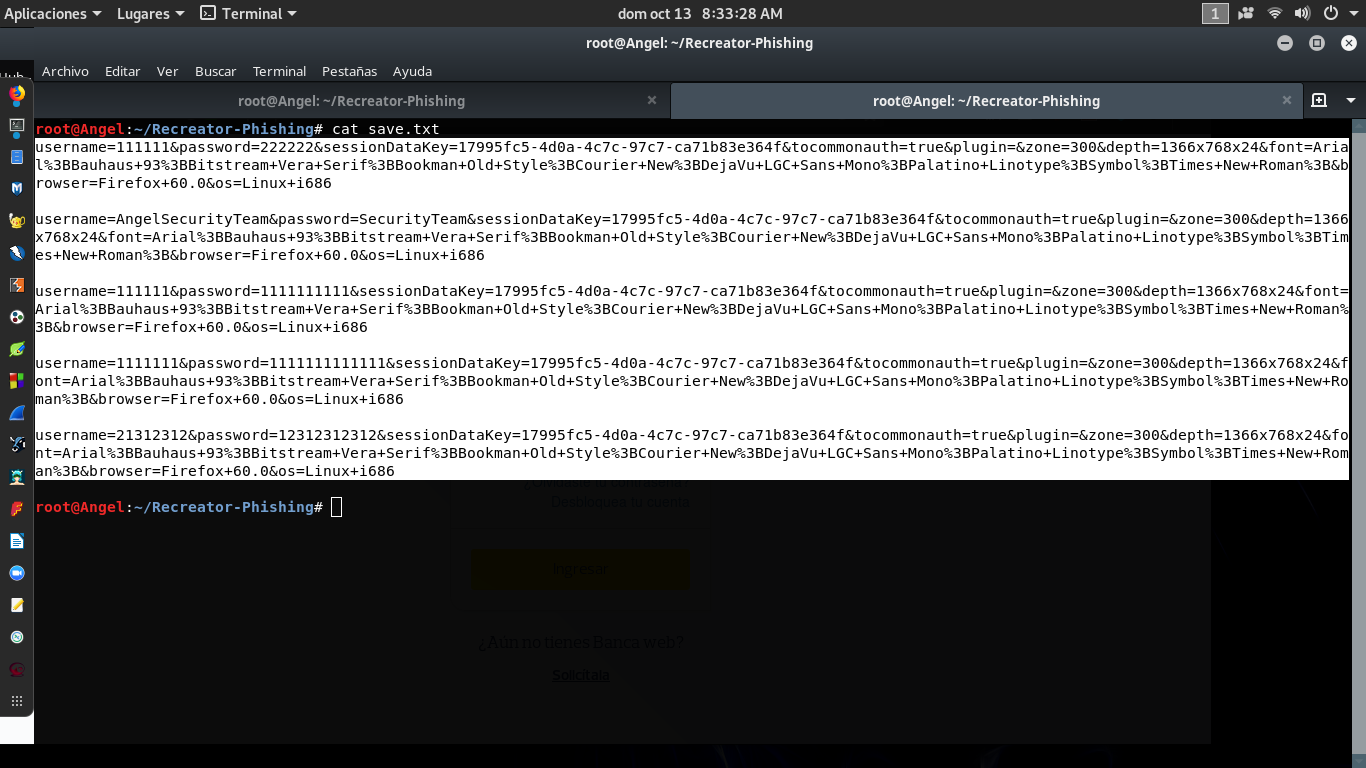 Aplicaciones Lugares Terminal dom oct 13 8:33:28 AM 1
root@Angel: ~/Recreator-Phishing
Archivo Editar Ver Buscar Terminal Pestañas Ayuda
root@Angel: ~/Recreator-Phishing root@Angel: ~/Recreator-Phishing
root@Angel:~/Recreator-Phishing# cat save.txt
username=111111&password=222222&sessionDataKey=17995fc5-4d0a-4c7c-97c7-ca71b83e364f&tocommonauth=true&plugin=&zone=300&depth=1366x768x24&font=Aria
l%3BBauhaus+93%3BBitstream+Vera+Serif%3BBookman+Old+Style%3BCourier+New%3BDejaVu+LGC+Sans+Mono%3BPalatino+Linotype%3BSymbol%3BTimes+New+Roman%3B&b
rowser=Firefox+60.0&os=Linux+i686
username=AngelSecurityTeam&password=SecurityTeam&sessionDataKey=17995fc5-4d0a-4c7c-97c7-ca71b83e364f&tocommonauth=true&plugin=&zone=300&depth=1366
x768x24&font=Arial%3BBauhaus+93%3BBitstream+Vera+Serif%3BBookman+Old+Style%3BCourier+New%3BDejaVu+LGC+Sans+Mono%3BPalatino+Linotype%3BSymbol%3BTim
es+New+Roman%3B&browser=Firefox+60.0&os=Linux+i686
username=111111&password=1111111111&sessionDataKey=17995fc5-4d0a-4c7c-97c7-ca71b83e364f&tocommonauth=true&plugin=&zone=300&depth=1366x768x24&font=
Arial%3BBauhaus+93%3BBitstream+Vera+Serif%3BBookman+Old+Style%3BCourier+New%3BDejaVu+LGC+Sans+Mono%3BPalatino+Linotype%3BSymbol%3BTimes+New+Roman%
3B&browser=Firefox+60.0&os=Linux+i686
username=1111111&password=1111111111111&sessionDataKey=17995fc5-4d0a-4c7c-97c7-ca71b83e364f&tocommonauth=true&plugin=&zone=300&depth=1366x768x24&f
ont=Arial%3BBauhaus+93%3BBitstream+Vera+Serif%3BBookman+Old+Style%3BCourier+New%3BDejaVu+LGC+Sans+Mono%3BPalatino+Linotype%3BSymbol%3BTimes+New+Ro
man%3B&browser=Firefox+60.0&os=Linux+i686
username=21312312&password=12312312312&sessionDataKey=17995fc5-4d0a-4c7c-97c7-ca71b83e364f&tocommonauth=true&plugin=&zone=300&depth=1366x768x24&fo
nt=Arial%3BBauhaus+93%3BBitstream+Vera+Serif%3BBookman+Old+Style%3BCourier+New%3BDejaVu+LGC+Sans+Mono%3BPalatino+Linotype%3BSymbol%3BTimes+New+Rom
an%3B&browser=Firefox+60.0&os=Linux+i686
root@Angel:~/Recreator-Phishing#
Desbloquea tu cuenta
Ingresar
¿Aún no tienes Banca web?
Solicítala